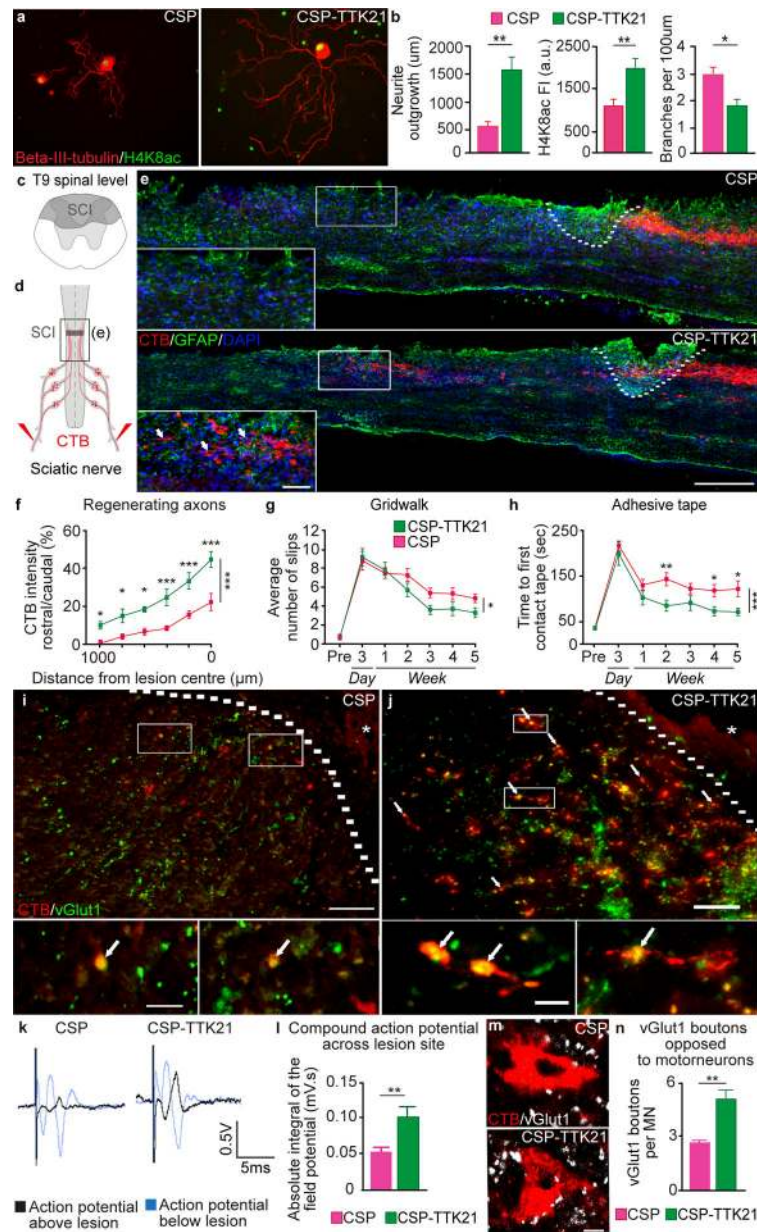 a
CSP
CSP-TTK21
Beta-III-tubulin/H4K8ac
b
CSP CSP-TTK21
Neurite
outgrowth (um)
2000
1500
1000
500
0
**
H4K8ac FI (a.u.)
2500
1500
500
0
**
Branches per 100um
4
3
2
1
0
*
c T9 spinal level
SCI
d
SCI
(e)
CTB
Sciatic nerve
e
CSP
CTB/GFAP/DAPI
CSP-TTK21
f Regenerating axons
CTB intensity
rostral/caudal (%)
60
40
20
0
* * * *** *** ***
***
1000 0
Distance from lesion centre (µm)
g Gridwalk
Average
number of slips
12
10
8
6
4
2
0
CSP-TTK21
CSP
*
Pre 3 1 2 3 4 5
Day Week
h Adhesive tape
Time to first
contact tape (sec)
250
150
50
0
** * *
***
Pre 3 1 2 3 4 5
Day Week
i
CSP
*
CTB/vGlut1
j
CSP-TTK21
*
k
CSP CSP-TTK21
0.5V
5ms
Action potential
above lesion
Action potential
below lesion
l Compound action potential
across lesion site
Absolute integral of the
field potential (mV.s)
0.15
0.10
0.05
0
**
CSP CSP-TTK21
m
CSP
CTB/vGlut1
CSP-TTK21
n vGlut1 boutons
opposed
to motorneurons
vGlut1 boutons
per MN
6
3
0
**
CSP CSP-TTK21